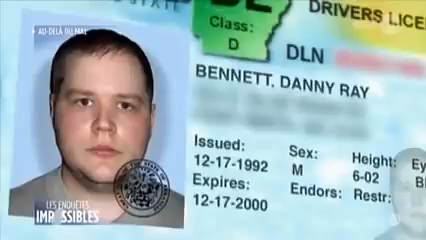 AU-DELÀ DU MAL
STATE
DRIVERS LICE
Class:
D
DLN
BENNETT, DANNY RAY
Issued:
12-17-1992
Sex:
M
Height:
6-02
Expires:
12-17-2000
Endors:
Restr:
LES ENQUÊTES
IMPOSSIBLES